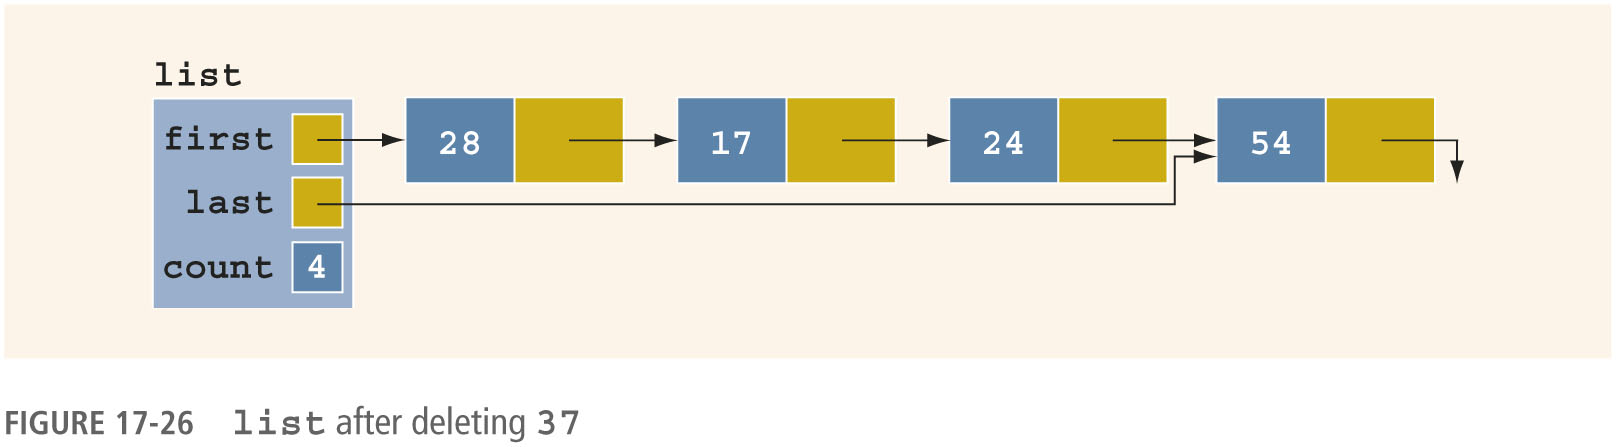 list
first 28 17 24 54
last
count 4
FIGURE 17-26 list after deleting 37